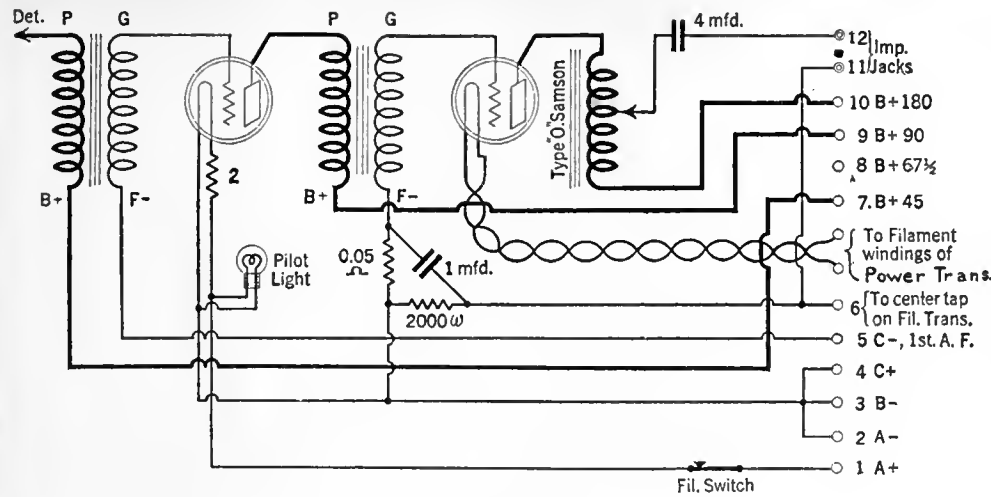 Det.
P
G
P
G
4 mfd.
12
11
Imp.
Jacks
10 B+180
9 B+90
8 B+67½
7. B+45
Type "O" Samson
B+
F-
2
B+
F-
Pilot
Light
0.05
Ω
1 mfd.
2000 ω
To Filament
windings of
Power Trans.
6
To center tap
on Fil. Trans.
5 C-, 1st. A. F.
4 C+
3 B-
2 A-
1 A+
Fil. Switch